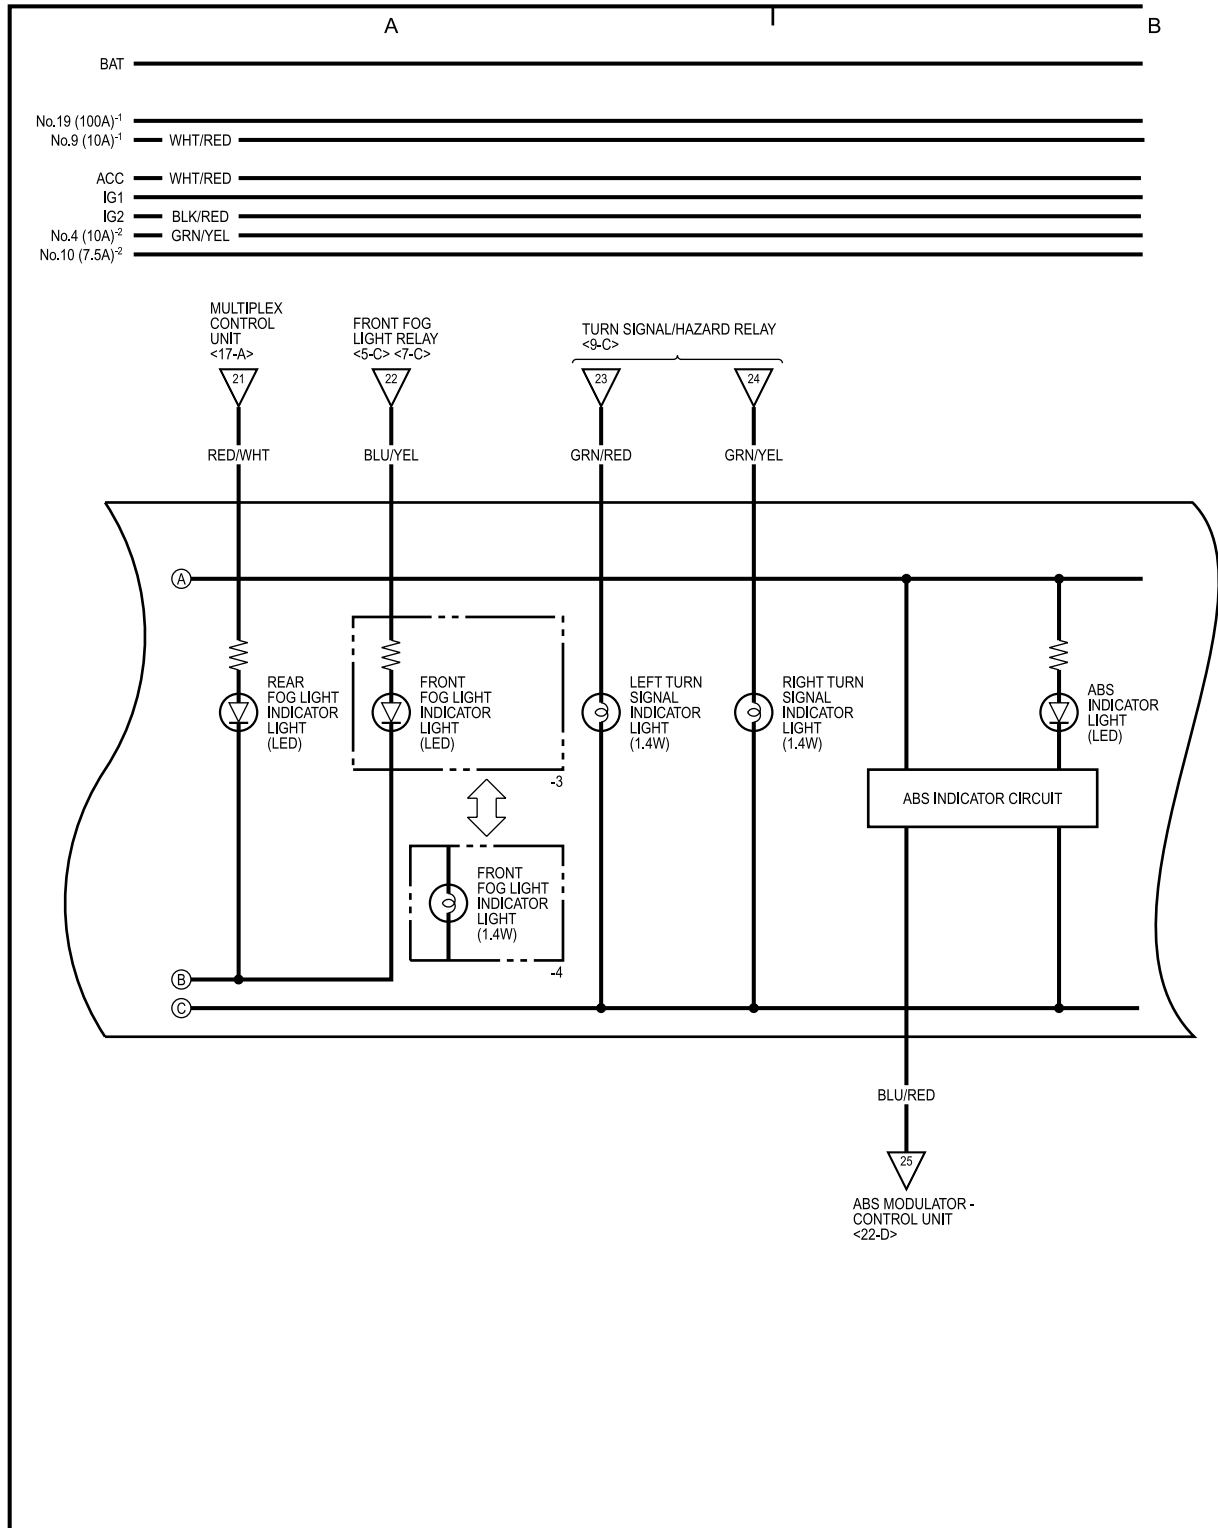 A
B
BAT
No.19 (100A)-1
No.9 (10A)-1
WHT/RED
ACC
WHT/RED
IG1
IG2
BLK/RED
No.4 (10A)-2
GRN/YEL
No.10 (7.5A)-2
MULTIPLEX
CONTROL
UNIT
<17-A>
FRONT FOG
LIGHT RELAY
<5-C> <7-C>
TURN SIGNAL/HAZARD RELAY
<9-C>
21
22
23
24
RED/WHT
BLU/YEL
GRN/RED
GRN/YEL
A
REAR
FOG LIGHT
INDICATOR
LIGHT
(LED)
FRONT
FOG LIGHT
INDICATOR
LIGHT
(LED)
LEFT TURN
SIGNAL
INDICATOR
LIGHT
(1.4W)
RIGHT TURN
SIGNAL
INDICATOR
LIGHT
(1.4W)
ABS
INDICATOR
LIGHT
(LED)
-3
ABS INDICATOR CIRCUIT
FRONT
FOG LIGHT
INDICATOR
LIGHT
(1.4W)
-4
B
C
BLU/RED
25
ABS MODULATOR -
CONTROL UNIT
<22-D>